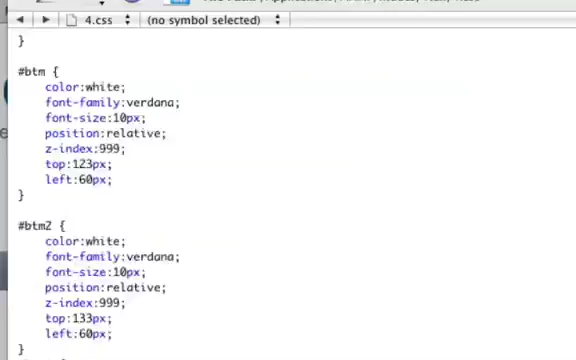 4.css (no symbol selected)
}
#btm {
color:white;
font-family:verdana;
font-size:10px;
position:relative;
z-index:999;
top:123px;
left:60px;
}
#btm2 {
color:white;
font-family:verdana;
font-size:10px;
position:relative;
z-index:999;
top:133px;
left:60px;
}